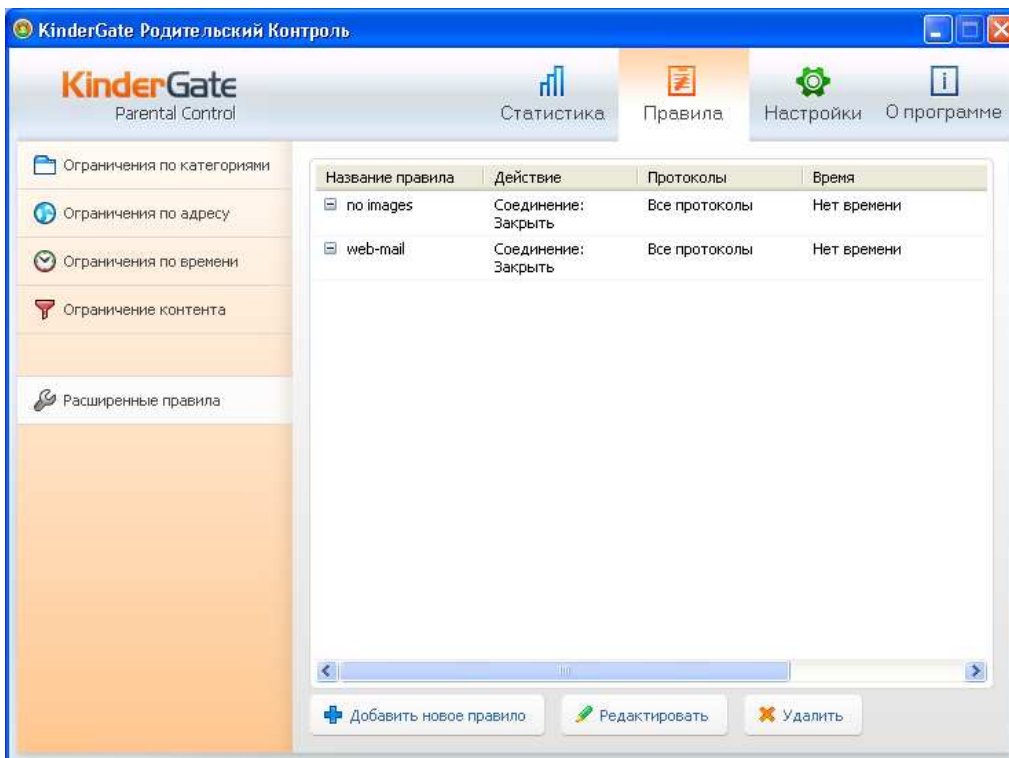 KinderGate Родительский Контроль
KinderGate
Parental Control
Статистика
Правила
Настройки
О программе
Ограничения по категориями
Ограничения по адресу
Ограничения по времени
Ограничение контента
Расширенные правила
Название правила Действие Протоколы Время
no images Соединение: Все протоколы Нет времени
Закрыть
web-mail Соединение: Все протоколы Нет времени
Закрыть
Добавить новое правило
Редактировать
Удалить